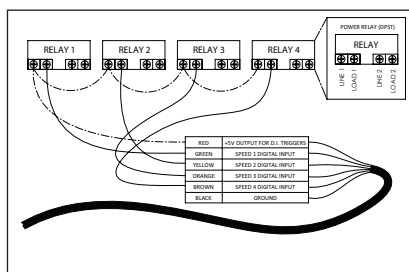 POWER RELAY (DPST)
RELAY 1
RELAY 2
RELAY 3
RELAY 4
RELAY
LINE 1
LOAD 1
LINE 2
LOAD 2
RED +5V OUTPUT FOR D.I. TRIGGERS
GREEN SPEED 1 DIGITAL INPUT
YELLOW SPEED 2 DIGITAL INPUT
ORANGE SPEED 3 DIGITAL INPUT
BROWN SPEED 4 DIGITAL INPUT
BLACK GROUND